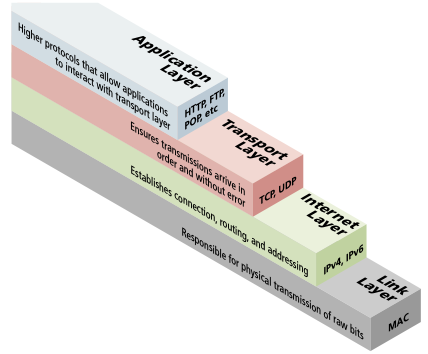 Application
Layer
Higher protocols that allow applications
to interact with transport layer
HTTP, FTP,
POP, etc
Transport
Layer
Ensures transmissions arrive in
order and without error
TCP, UDP
Internet
Layer
Establishes connection, routing, and addressing
IPv4, IPv6
Link
Layer
Responsible for physical transmission of raw bits
MAC